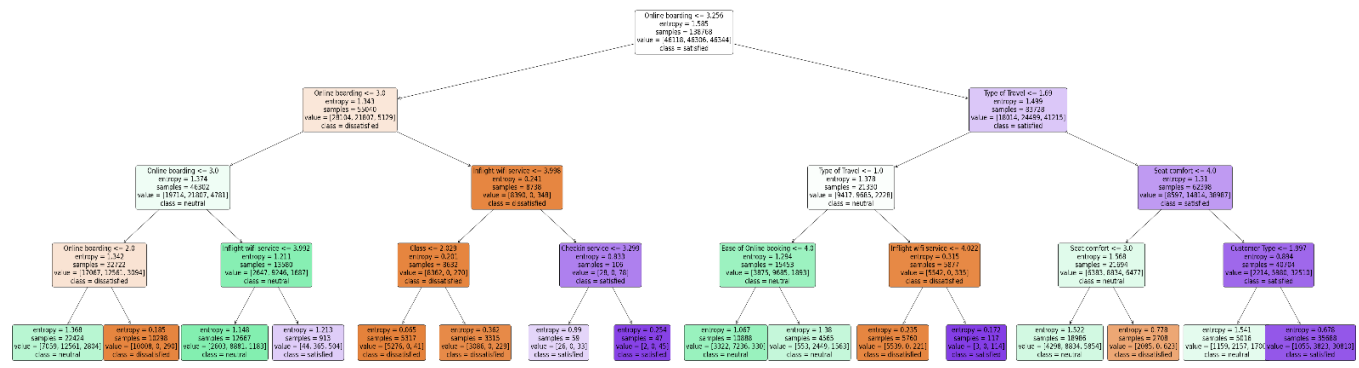 Online boarding <= 3.256
entropy = 1.585
samples = 138768
value = [46118, 46306, 46344]
class = satisfied
Online boarding <= 3.0
entropy = 1.343
samples = 55040
value = [28104, 21807, 5129]
class = dissatisfied
Type of Travel <= 1.69
entropy = 1.499
samples = 83728
value = [18014, 24499, 41215]
class = satisfied
Online boarding <= 3.0
entropy = 1.374
samples = 46302
value = [19714, 21807, 4781]
class = neutral
Inflight wifi service <= 3.998
entropy = 0.241
samples = 8738
value = [8390, 0, 348]
class = dissatisfied
Type of Travel <= 1.0
entropy = 1.378
samples = 21330
value = [9417, 9685, 2228]
class = neutral
Seat comfort <= 4.0
entropy = 1.31
samples = 62398
value = [8597, 14814, 38987]
class = satisfied
Online boarding <= 2.0
entropy = 1.342
samples = 32722
value = [17067, 12561, 3094]
class = dissatisfied
Inflight wifi service <= 3.992
entropy = 1.211
samples = 13580
value = [2647, 9246, 1687]
class = neutral
Class <= 2.029
entropy = 0.201
samples = 8632
value = [8362, 0, 270]
class = dissatisfied
Checkin service <= 3.299
entropy = 0.833
samples = 106
value = [28, 0, 78]
class = satisfied
Ease of Online booking <= 4.0
entropy = 1.294
samples = 15453
value = [3875, 9685, 1893]
class = neutral
Inflight wifi service <= 4.022
entropy = 0.315
samples = 5877
value = [5542, 0, 335]
class = dissatisfied
Seat comfort <= 3.0
entropy = 1.568
samples = 21694
value = [6383, 8834, 6477]
class = neutral
Customer Type <= 1.897
entropy = 0.894
samples = 40704
value = [2214, 5980, 32510]
class = satisfied
entropy = 1.368
samples = 22424
value = [7059, 12561, 2804]
class = neutral
entropy = 0.185
samples = 10298
value = [10008, 0, 290]
class = dissatisfied
entropy = 1.148
samples = 12667
value = [2603, 8881, 1183]
class = neutral
entropy = 1.213
samples = 913
value = [44, 365, 504]
class = satisfied
entropy = 0.065
samples = 5317
value = [5276, 0, 41]
class = dissatisfied
entropy = 0.362
samples = 3315
value = [3086, 0, 229]
class = dissatisfied
entropy = 0.99
samples = 59
value = [26, 0, 33]
class = satisfied
entropy = 0.254
samples = 47
value = [2, 0, 45]
class = satisfied
entropy = 1.067
samples = 10888
value = [3322, 7236, 330]
class = neutral
entropy = 1.38
samples = 4565
value = [553, 2449, 1563]
class = neutral
entropy = 0.235
samples = 5760
value = [5539, 0, 221]
class = dissatisfied
entropy = 0.172
samples = 117
value = [3, 0, 114]
class = satisfied
entropy = 1.522
samples = 18986
value = [4298, 8834, 5854]
class = neutral
entropy = 0.778
samples = 2708
value = [2085, 0, 623]
class = dissatisfied
entropy = 1.541
samples = 5016
value = [1159, 2157, 1700
class = neutral
entropy = 0.678
samples = 35688
value = [1055, 3823, 30810]
class = satisfied